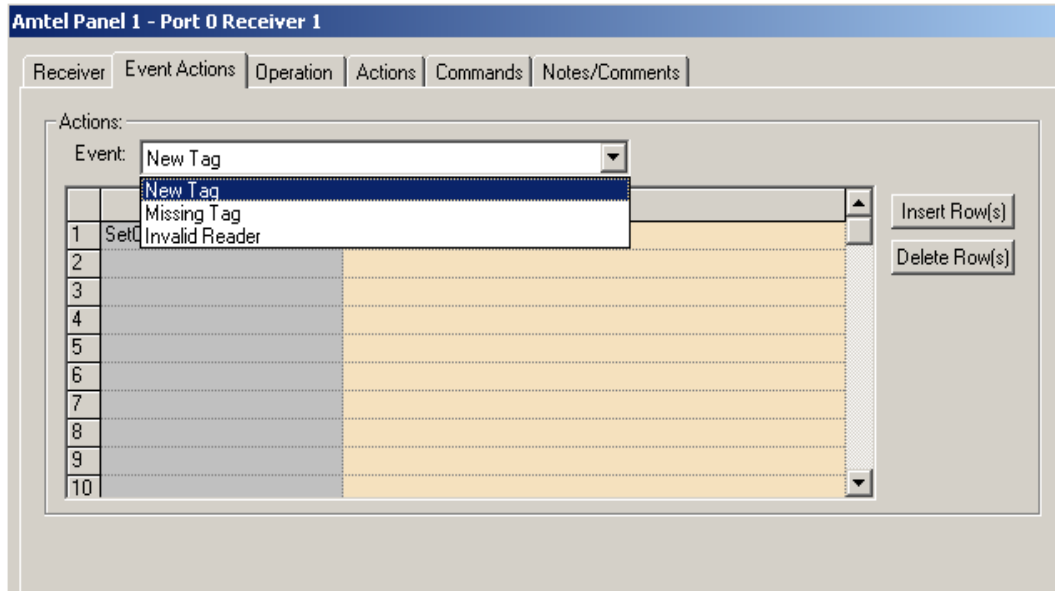 Amtel Panel 1 - Port 0 Receiver 1
Receiver Event Actions Operation Actions Commands Notes/Comments
Actions:
Event: New Tag
New Tag
Missing Tag
Invalid Reader
Insert Row(s)
Delete Row(s)
1
2
3
4
5
6
7
8
9
10